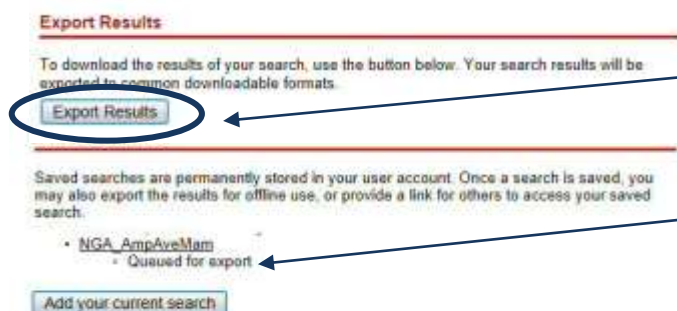 Export Results
To download the results of your search, use the button below. Your search results will be
exported to common downloadable formats.
Export Results
Saved searches are permanently stored in your user account. Once a search is saved, you
may also export the results for offline use, or provide a link for others to access your saved
search.
• NGA_AmpAveMam
◦ Queued for export
Add your current search